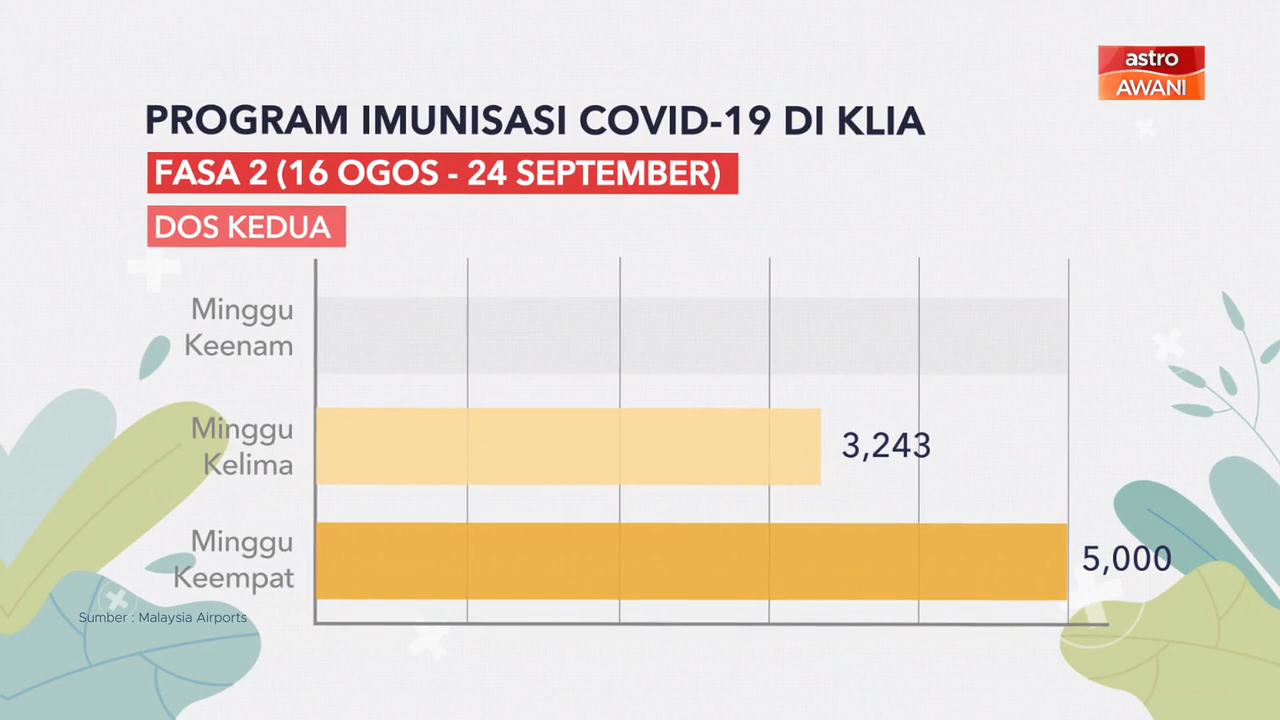 astro
AWANI
PROGRAM IMUNISASI COVID-19 DI KLIA
FASA 2 (16 OGOS - 24 SEPTEMBER)
DOS KEDUA
Minggu
Keenam
Minggu
Kelima
3,243
Minggu
Keempat
5,000
Sumber : Malaysia Airports